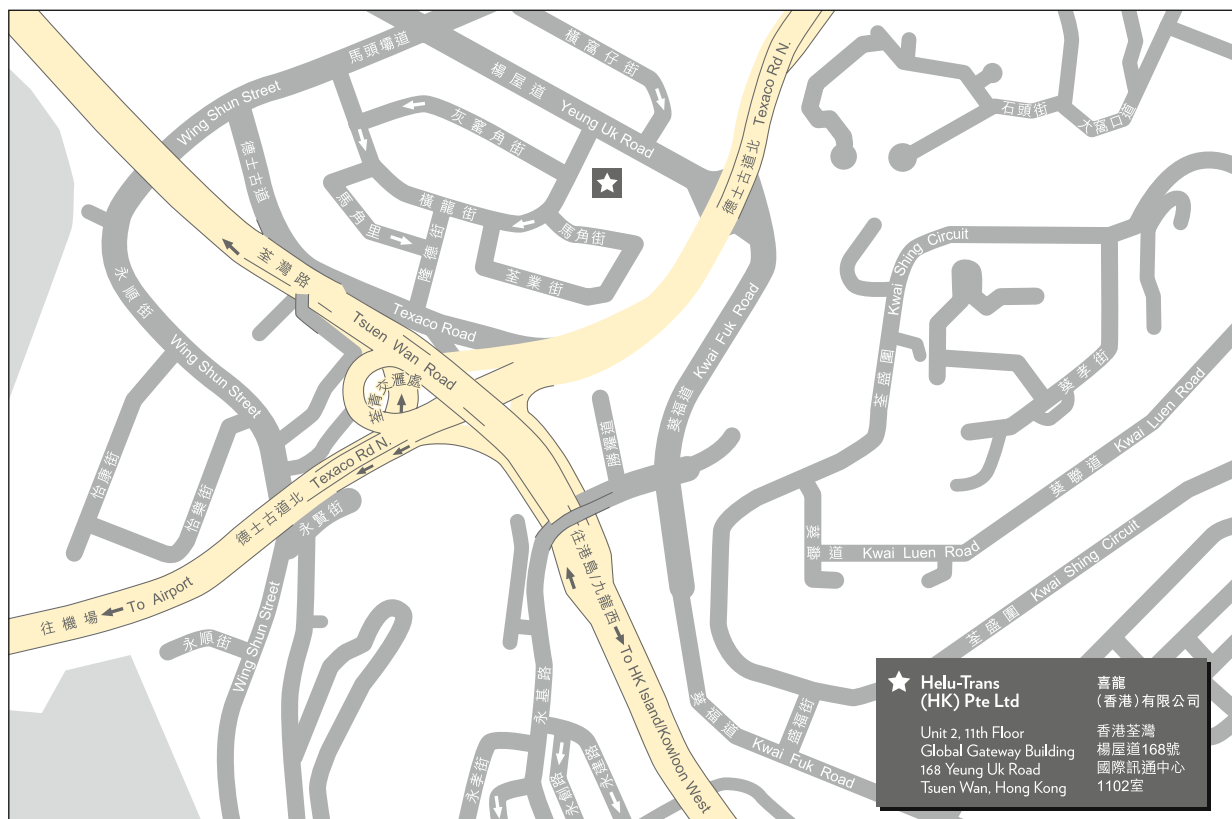 馬頭壩道
橫窩仔街
Wing Shun Street
楊屋道 Yeung Uk Road
灰窰角街
石頭街
大窩口道
德士古道
德士古道北 Texaco Rd N.
馬角里
橫龍街
隆德街
馬角街
荃業街
Kwai Shing Circuit
荃盛圍
永順街
Wing Shun Street
荃灣路
Tsuen Wan Road
Texaco Road
荃青交滙處
葵福道 Kwai Fuk Road
葵孝街
勝耀道
怡康街
怡樂街
德士古道北 Texaco Rd N.
永賢街
葵聯道 Kwai Luen Road
葵聯道 Kwai Luen Road
往機場 To Airport
往港島/九龍西 To HK Island/Kowloon West
永順街
Wing Shun Street
荃盛圍 Kwai Shing Circuit
永基路
葵福道 Kwai Fuk Road
盛福街
永孝街
永創路
永建路
Helu-Trans
(HK) Pte Ltd
Unit 2, 11th Floor
Global Gateway Building
168 Yeung Uk Road
Tsuen Wan, Hong Kong
喜龍
(香港)有限公司
香港荃灣
楊屋道168號
國際訊通中心
1102室